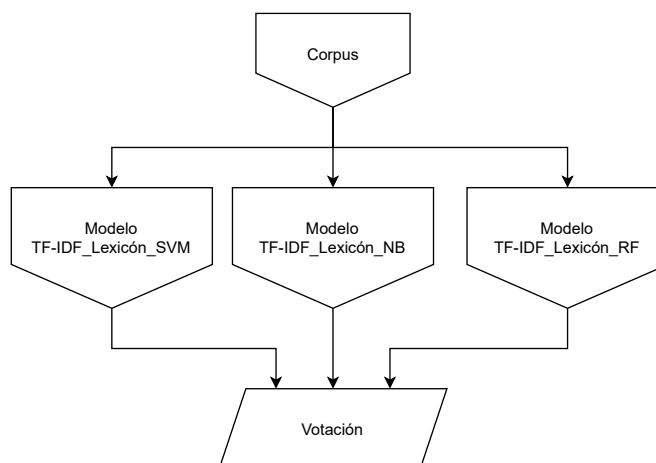 Corpus
Modelo
TF-IDF_Lexicón_SVM
Modelo
TF-IDF_Lexicón_NB
Modelo
TF-IDF_Lexicón_RF
Votación